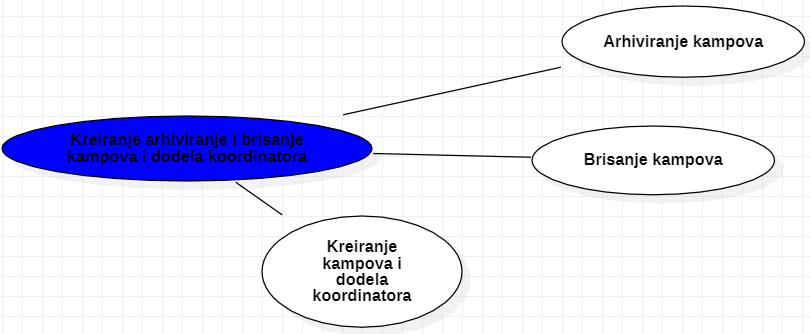 Arhiviranje kampova
Kreiranje arhiviranje i brisanje
kampova i dodela koordinatora
Brisanje kampova
Kreiranje
kampova i
dodela
koordinatora